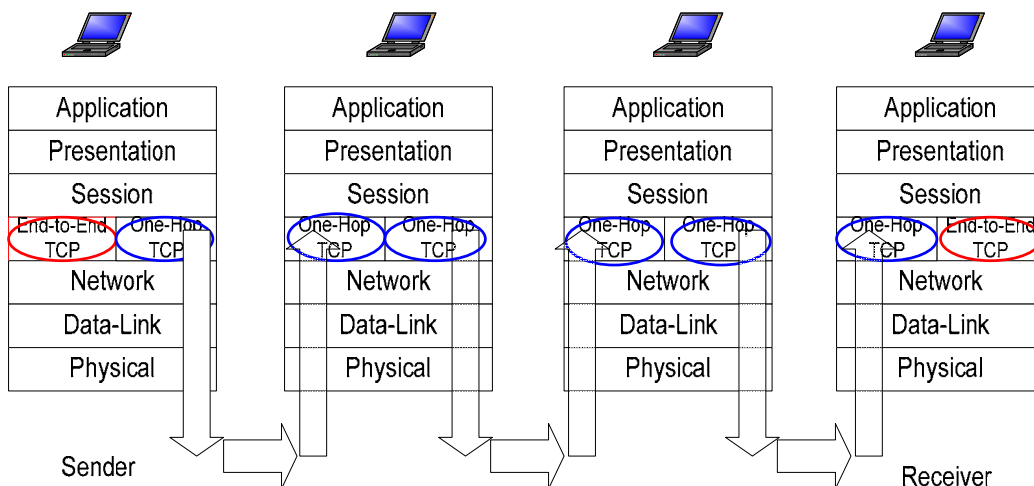 Application
Presentation
Session
End-to-End
TCP
One-Hop
TCP
Network
Data-Link
Physical
Sender
Application
Presentation
Session
One-Hop
TCP
One-Hop
TCP
Network
Data-Link
Physical
Application
Presentation
Session
One-Hop
TCP
One-Hop
TCP
Network
Data-Link
Physical
Application
Presentation
Session
One-Hop
TCP
End-to-End
TCP
Network
Data-Link
Physical
Receiver